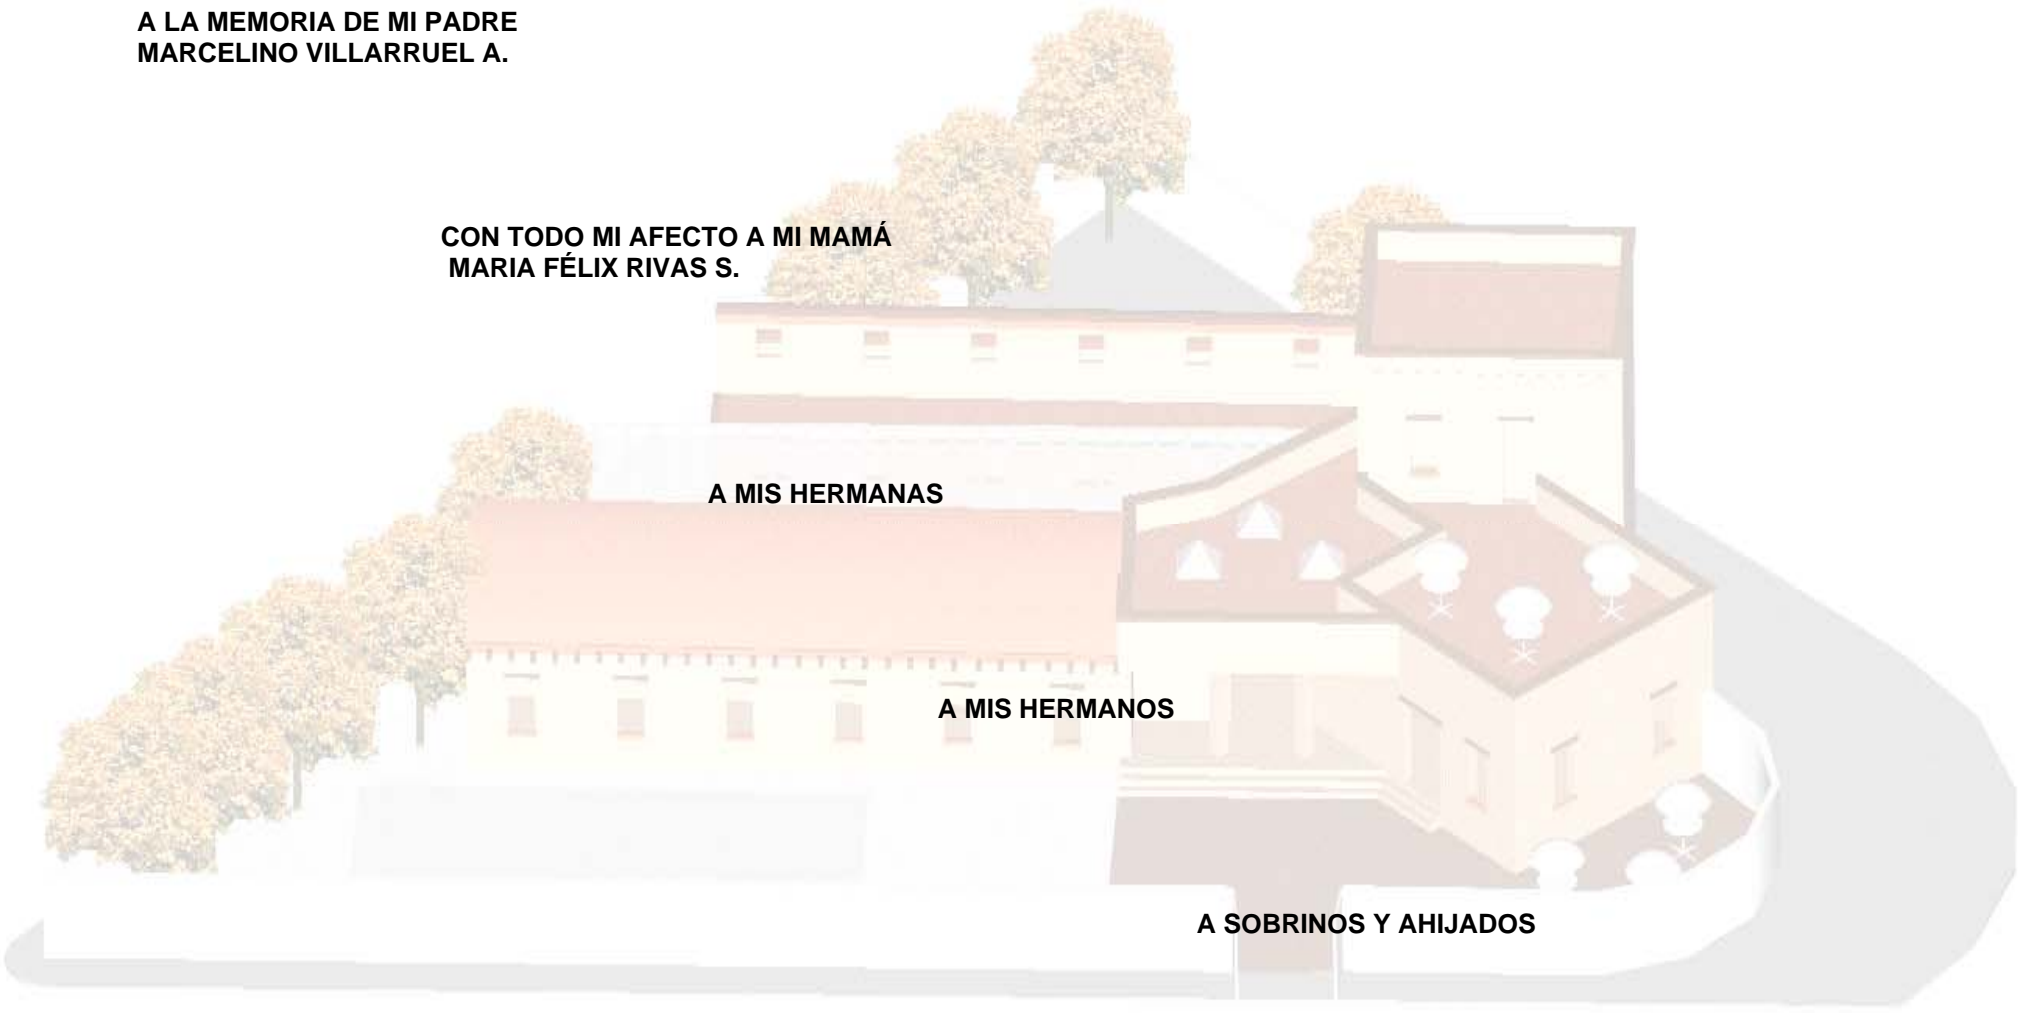 A LA MEMORIA DE MI PADRE
MARCELINO VILLARRUEL A.
CON TODO MI AFECTO A MI MAMÁ
MARIA FÉLIX RIVAS S.
A MIS HERMANAS
A MIS HERMANOS
A SOBRINOS Y AHIJADOS